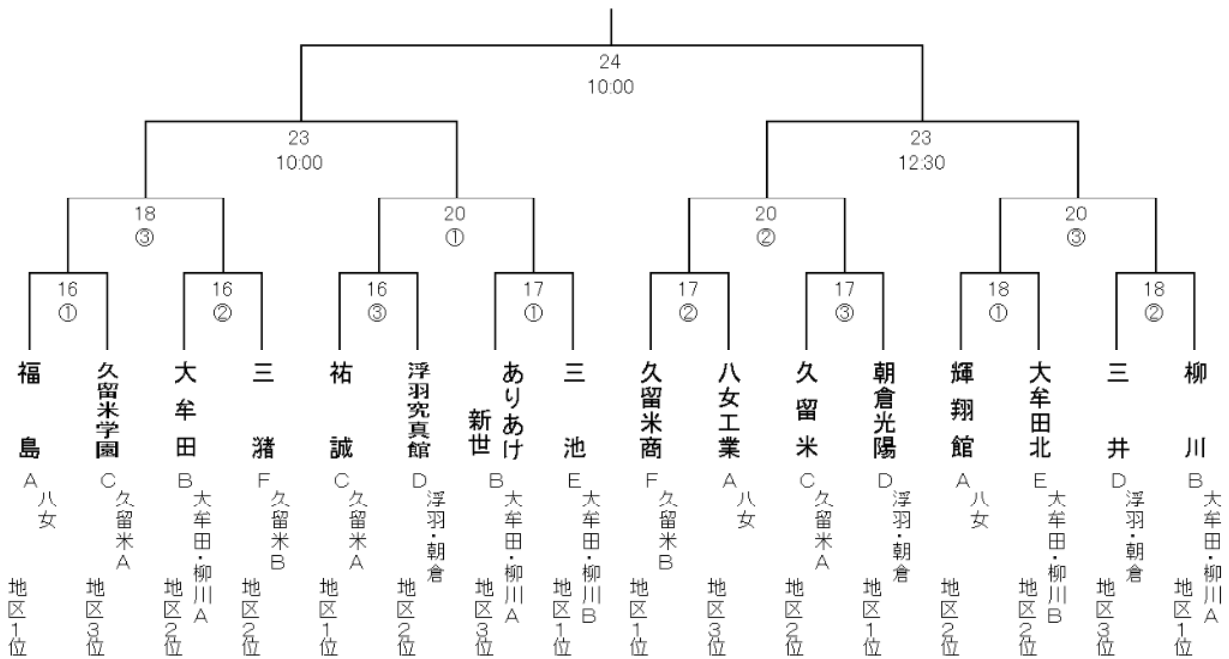 24
10:00
23
10:00
23
12:30
18
③
20
①
20
②
20
③
16
①
16
②
16
③
17
①
17
②
17
③
18
①
18
②
福島
久留米学園
大牟田
三潴
祐誠
浮羽究真館
ありあけ
新世
三池
久留米商
八女工業
久留米
朝倉光陽
輝翔館
大牟田北
三井
柳川
A
八女
地区1位
C
久留米A
地区3位
B
大牟田・柳川A
地区2位
F
久留米B
地区2位
C
久留米A
地区1位
D
浮羽・朝倉
地区2位
B
大牟田・柳川A
地区3位
E
大牟田・柳川B
地区1位
F
久留米B
地区1位
A
八女
地区3位
C
久留米A
地区2位
D
浮羽・朝倉
地区1位
A
八女
地区2位
E
大牟田・柳川B
地区2位
D
浮羽・朝倉
地区3位
B
大牟田・柳川A
地区1位